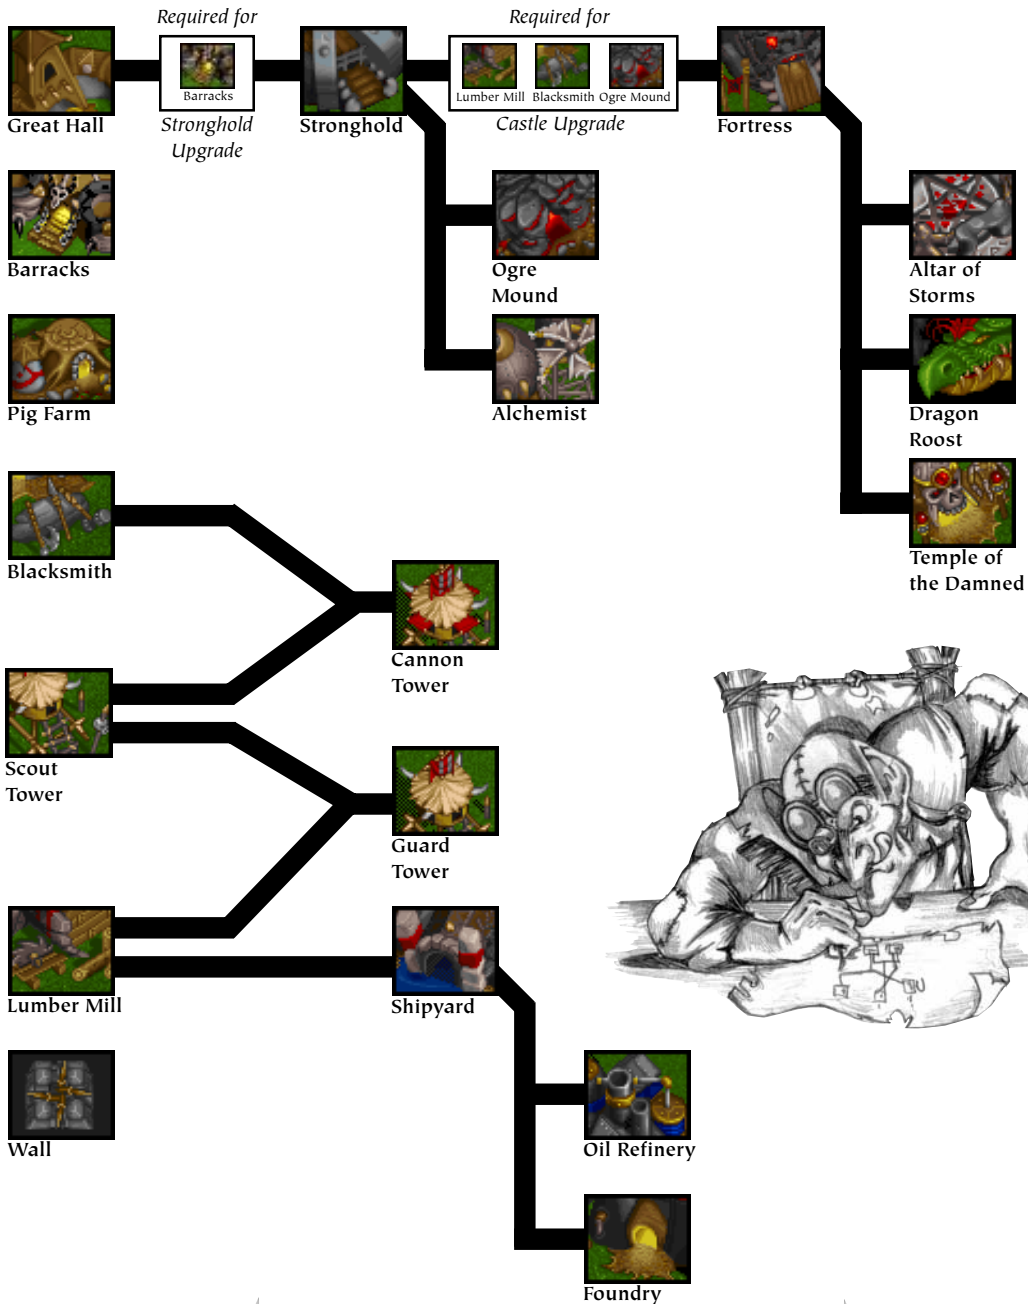 Required for
Required for
Barracks
Lumber Mill
Blacksmith
Ogre Mound
Great Hall
Stronghold
Upgrade
Stronghold
Castle Upgrade
Fortress
Barracks
Ogre
Mound
Altar of
Storms
Pig Farm
Alchemist
Dragon
Roost
Blacksmith
Temple of
the Damned
Cannon
Tower
Scout
Tower
Guard
Tower
Lumber Mill
Shipyard
Wall
Oil Refinery
Foundry